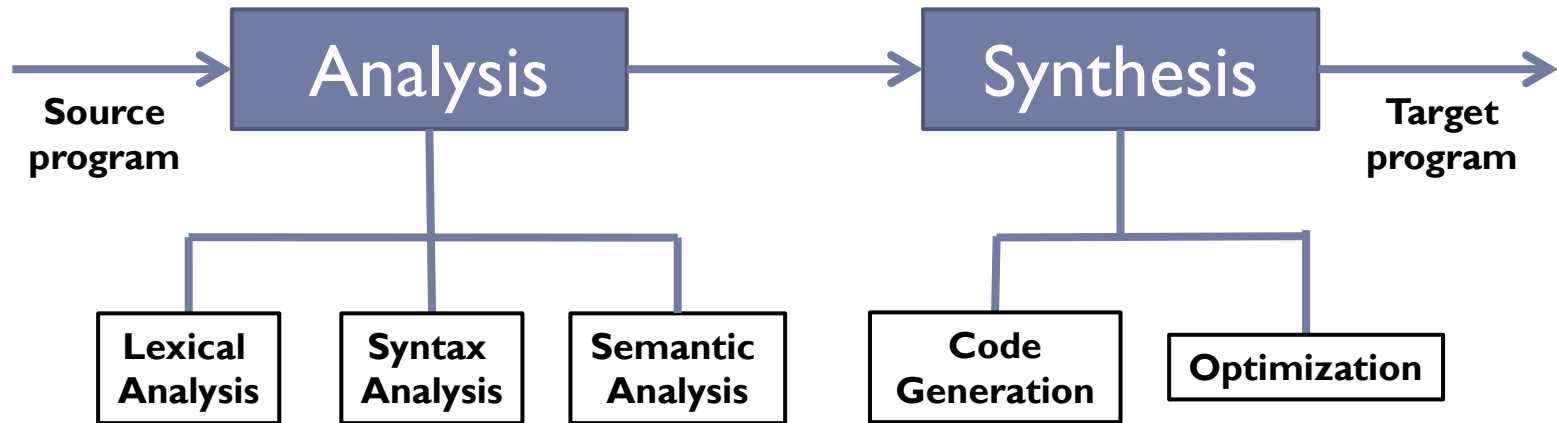 Analysis
Synthesis
Source
program
Target
program
Lexical
Analysis
Syntax
Analysis
Semantic
Analysis
Code
Generation
Optimization